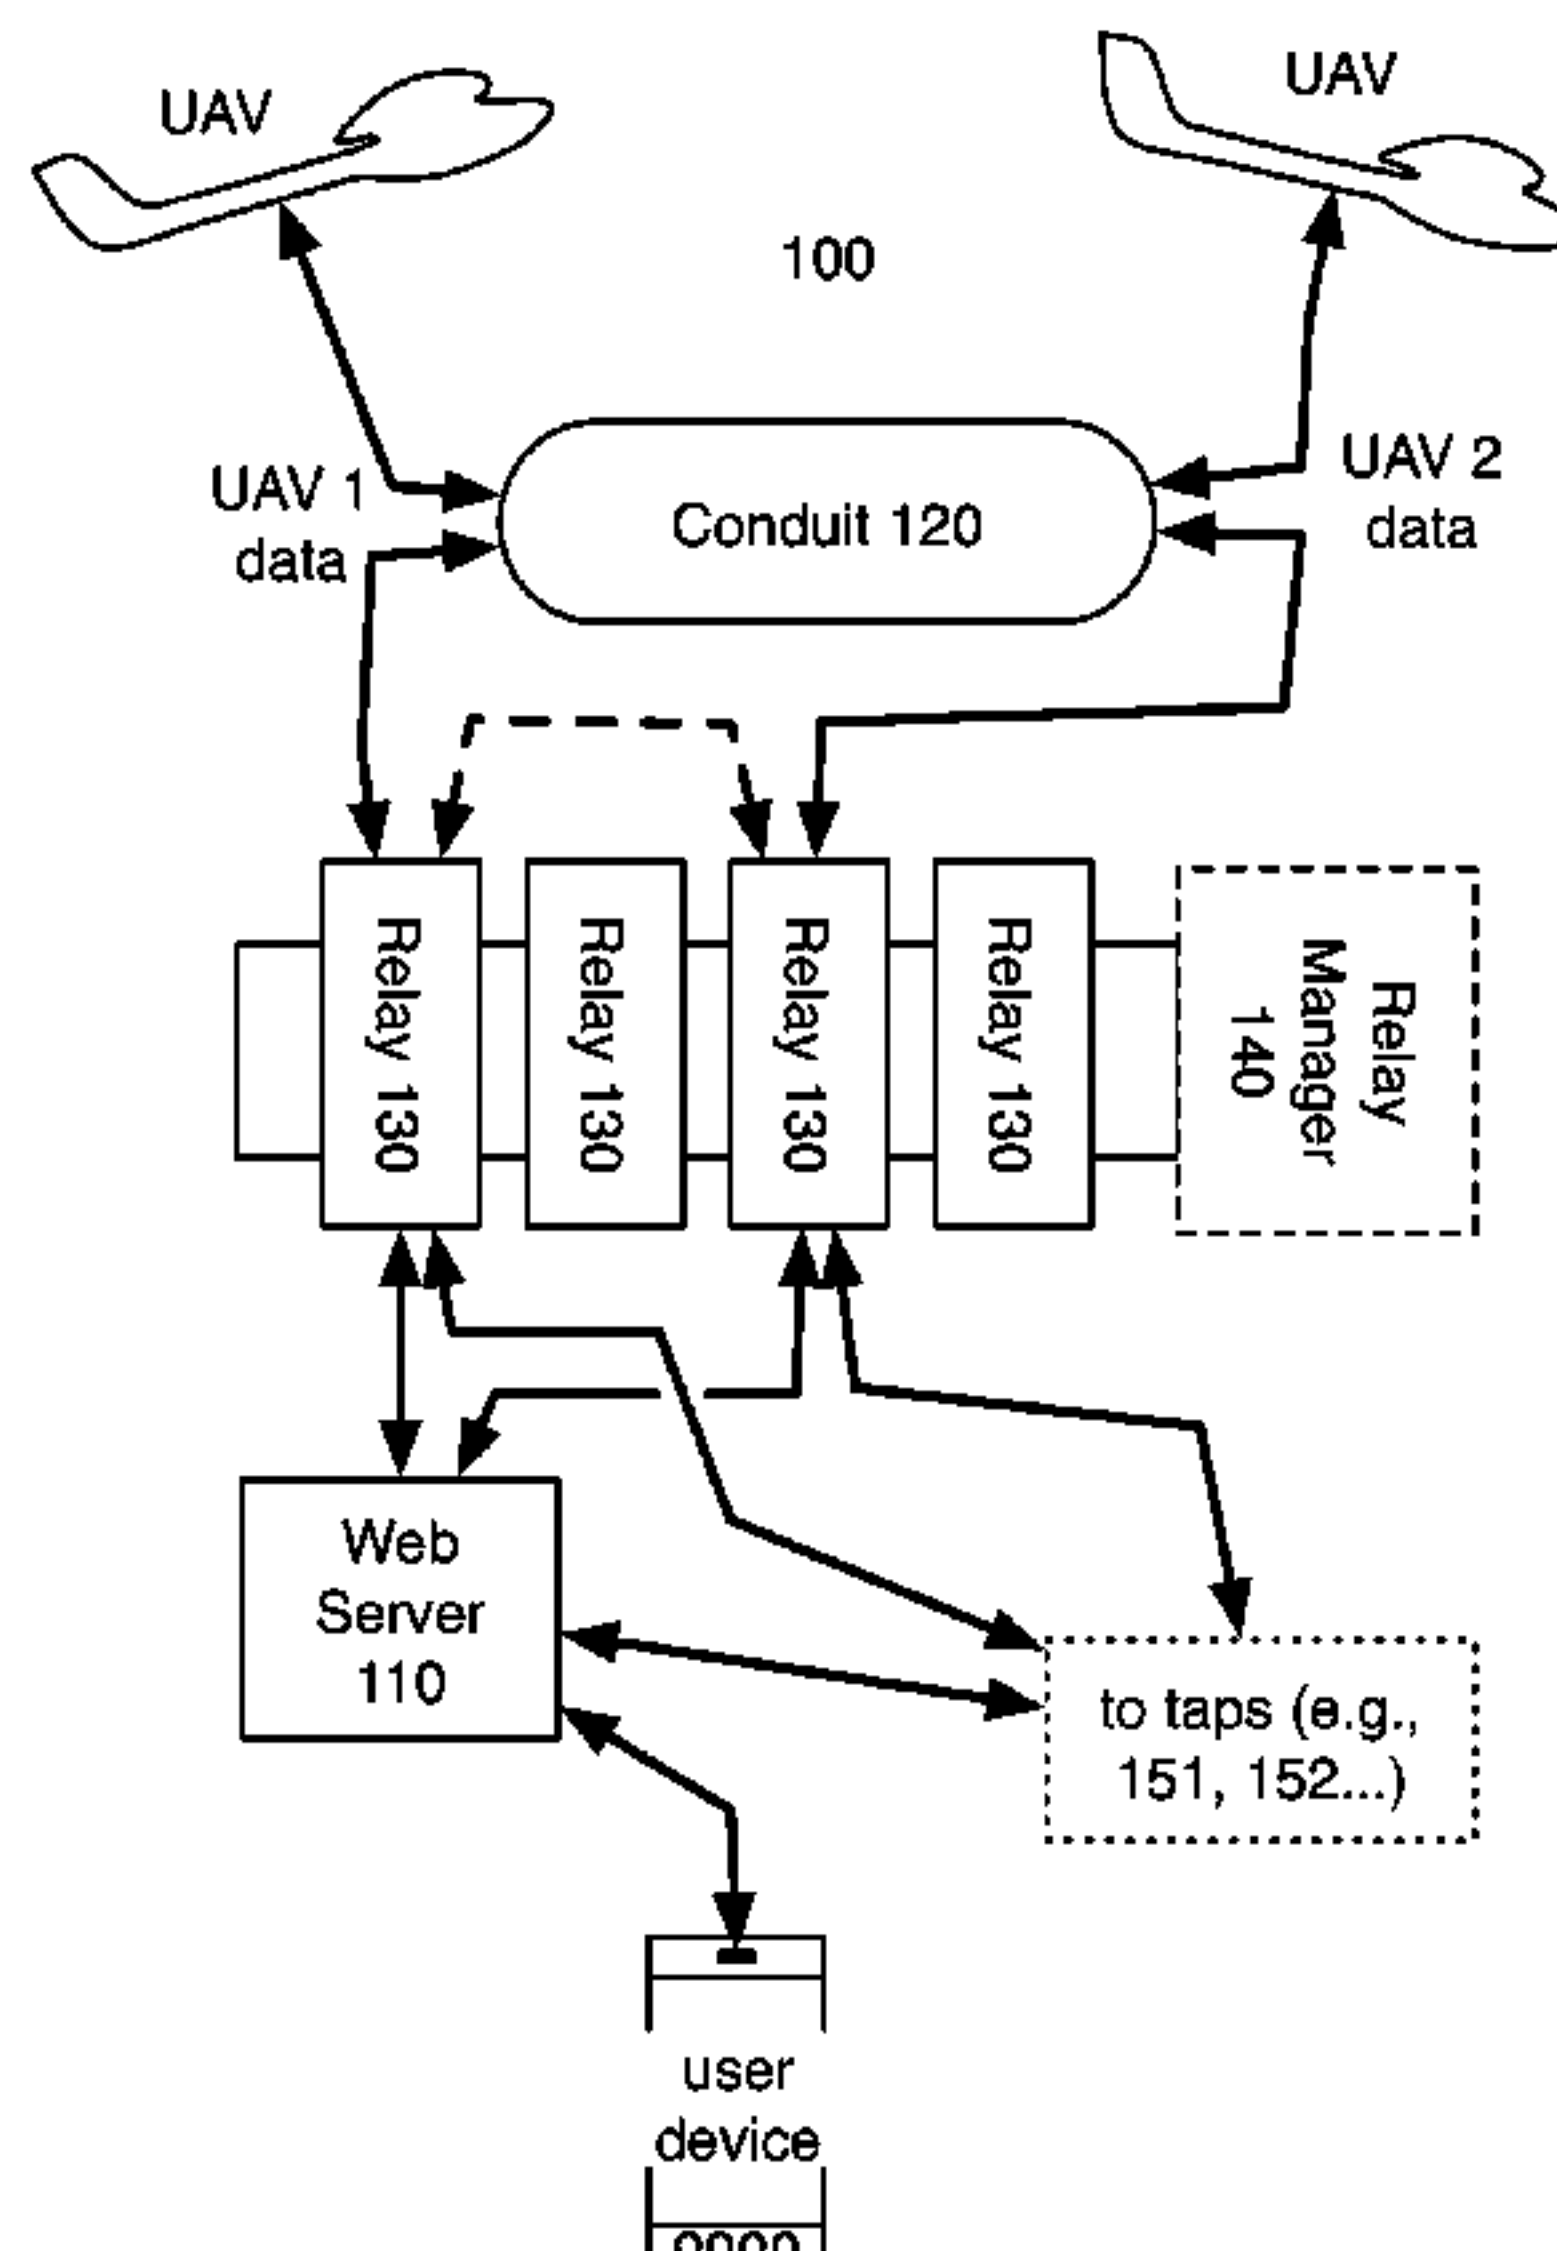 UAV
UAV
100
UAV 1
data
Conduit 120
UAV 2
data
Relay 130
Relay 130
Relay 130
Relay 130
Relay
Manager
140
Web
Server
110
to taps (e.g.,
151, 152...)
user
device